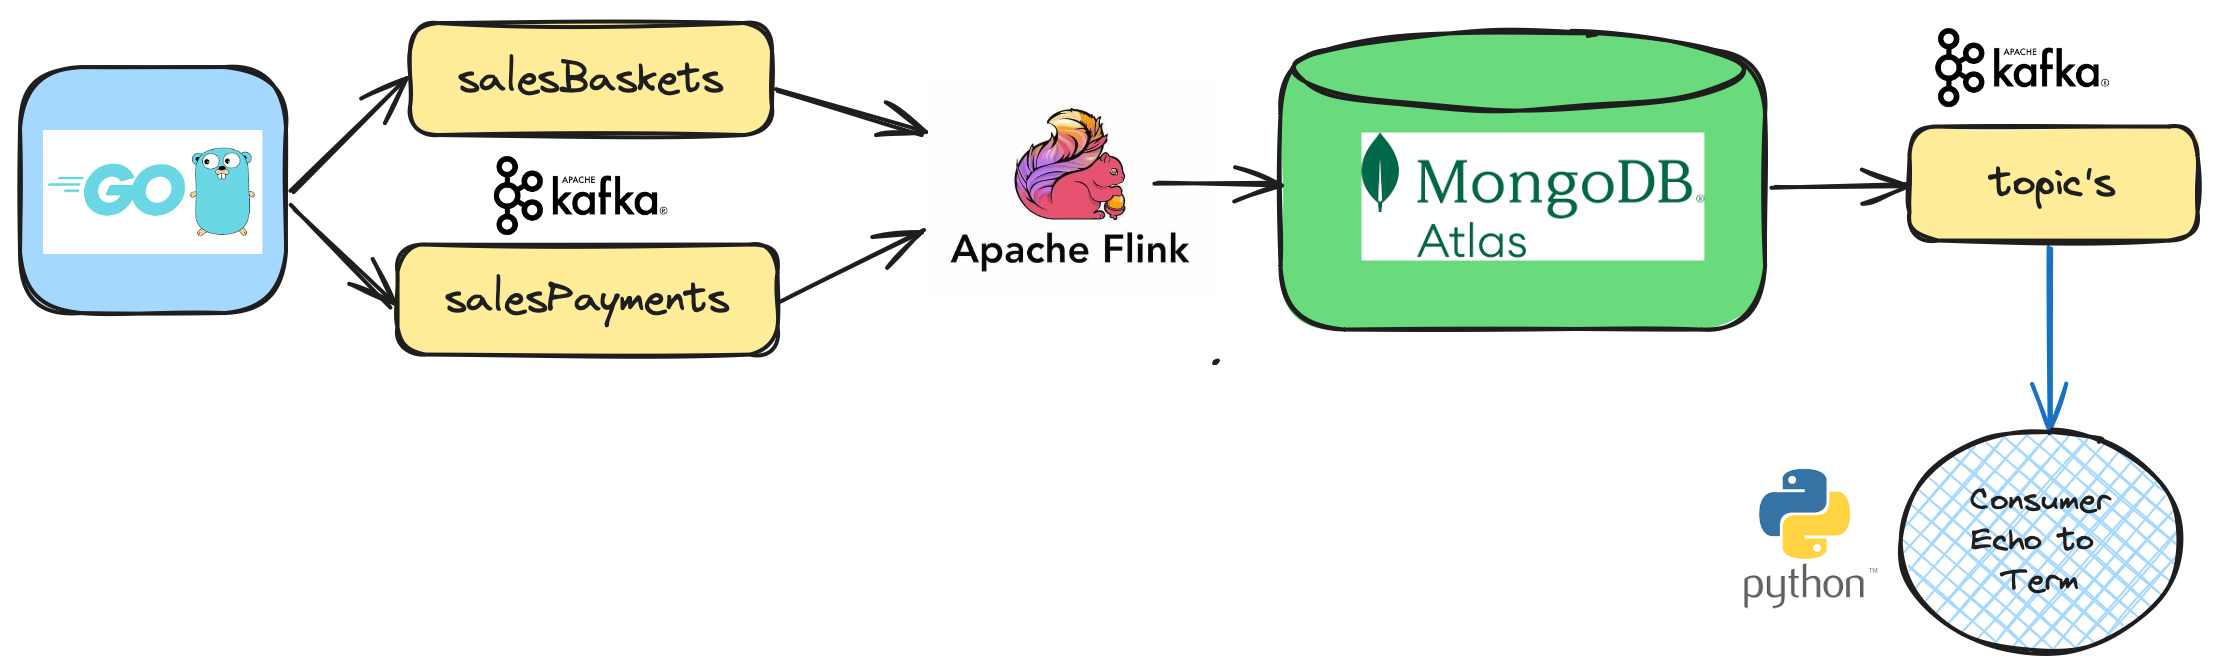 GO
salesBaskets
APACHE
kafka®
salesPayments
Apache Flink
MongoDB®
Atlas
APACHE
kafka®
topic's
python™
Consumer
Echo to
Term